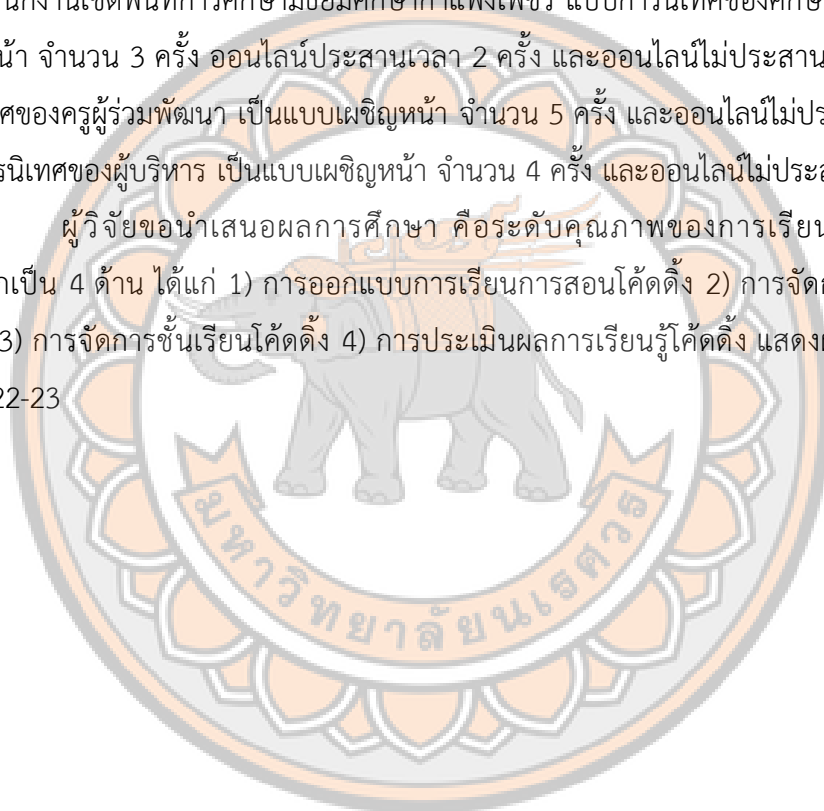 นักงานเขตพื้นที่การศึกษามัธยมศึกษากำแพงเพชร แบบการนิเทศของศึกษา
น้า จำนวน 3 ครั้ง ออนไลน์ประสานเวลา 2 ครั้ง และออนไลน์ไม่ประสาน
ศของครูผู้ร่วมพัฒนา เป็นแบบเผชิญหน้า จำนวน 5 ครั้ง และออนไลน์ไม่ประ
รนิเทศของผู้บริหาร เป็นแบบเผชิญหน้า จำนวน 4 ครั้ง และออนไลน์ไม่ประส
ผู้วิจัยขอนำเสนอผลการศึกษา คือระดับคุณภาพของการเรียน
กเป็น 4 ด้าน ได้แก่ 1) การออกแบบการเรียนการสอนโค้ดดิ้ง 2) การจัดก
3) การจัดการชั้นเรียนโค้ดดิ้ง 4) การประเมินผลการเรียนรู้โค้ดดิ้ง แสดง
22-23
มหาวิทยาลัยนเรศวร